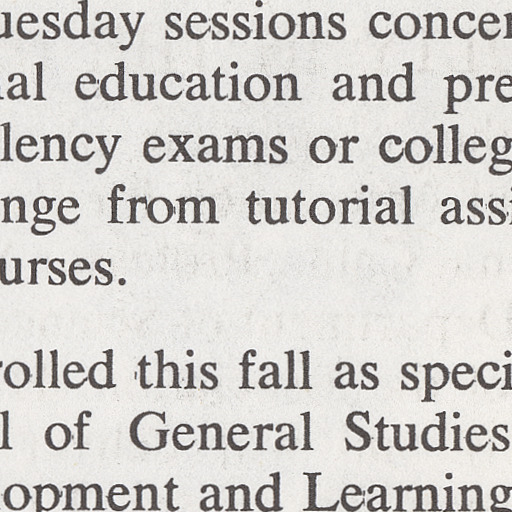 uesday sessions concer
al education and pre
lency exams or colleg
nge from tutorial assi
urses.
rolled this fall as speci
l of General Studies
lopment and Learning